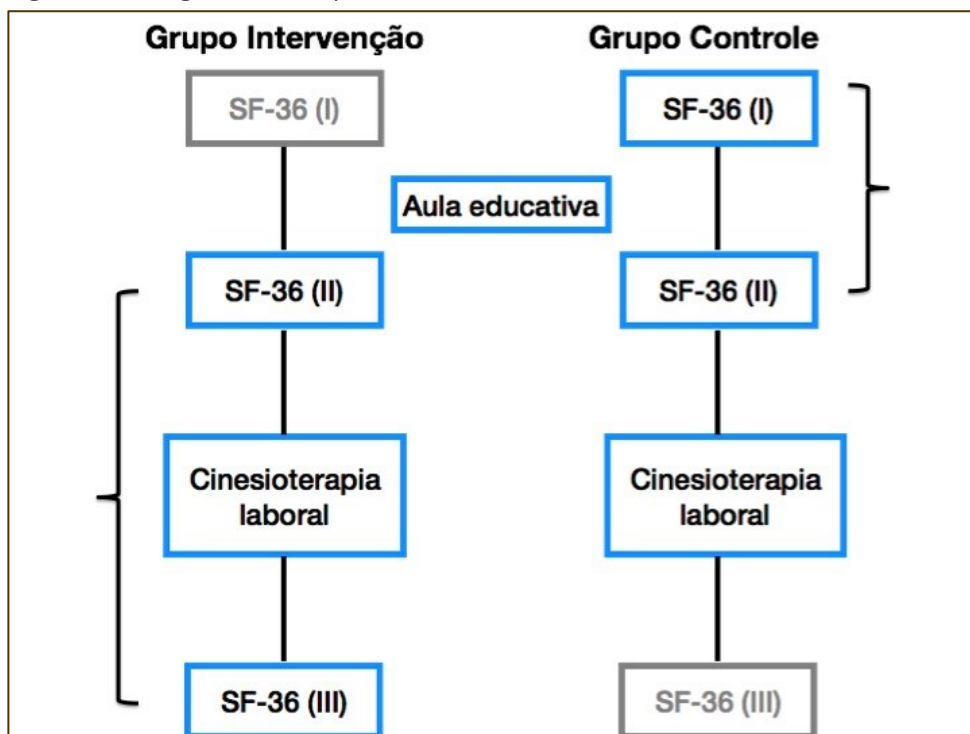 Grupo Intervenção
Grupo Controle
SF-36 (I)
SF-36 (I)
Aula educativa
SF-36 (II)
SF-36 (II)
Cinesioterapia
laboral
Cinesioterapia
laboral
SF-36 (III)
SF-36 (III)